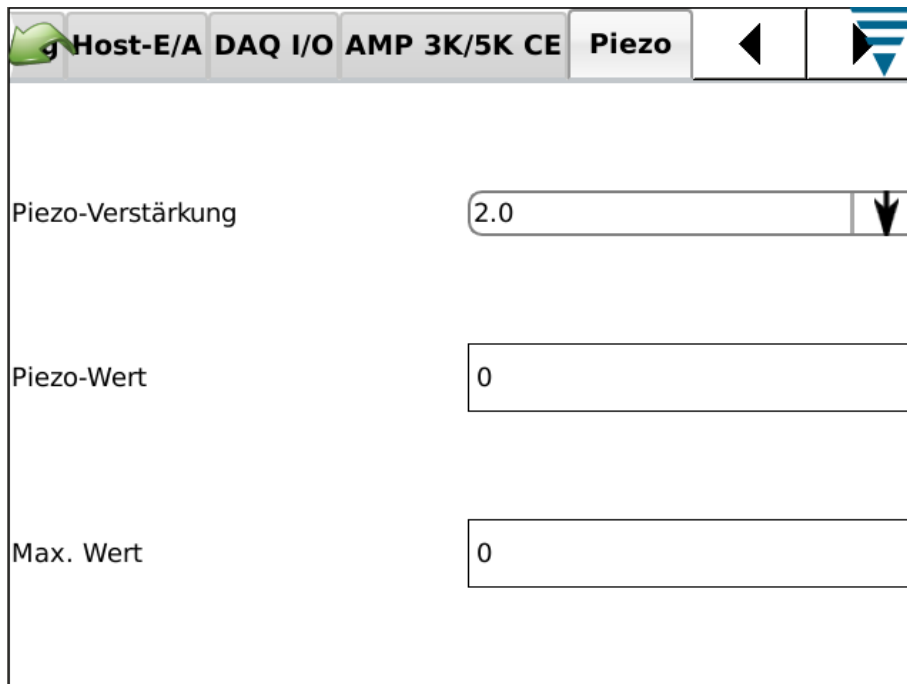 g Host-E/A DAQ I/O AMP 3K/5K CE Piezo
Piezo-Verstärkung 2.0
Piezo-Wert 0
Max. Wert 0